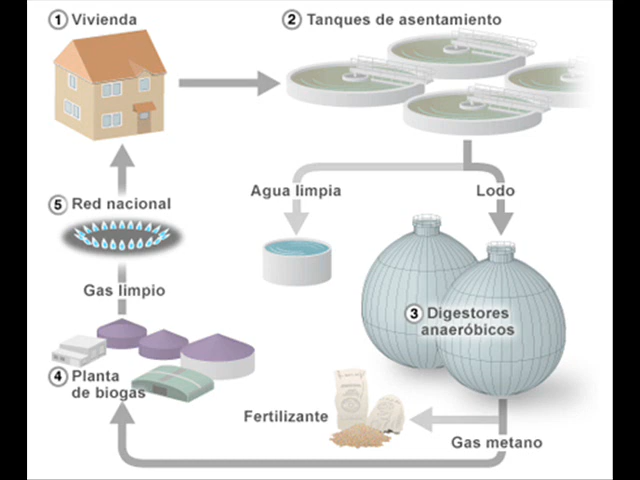 1 Vivienda
2 Tanques de asentamiento
5 Red nacional
Agua limpia
Lodo
Gas limpio
3 Digestores
anaeróbicos
4 Planta
de biogas
Fertilizante
Gas metano